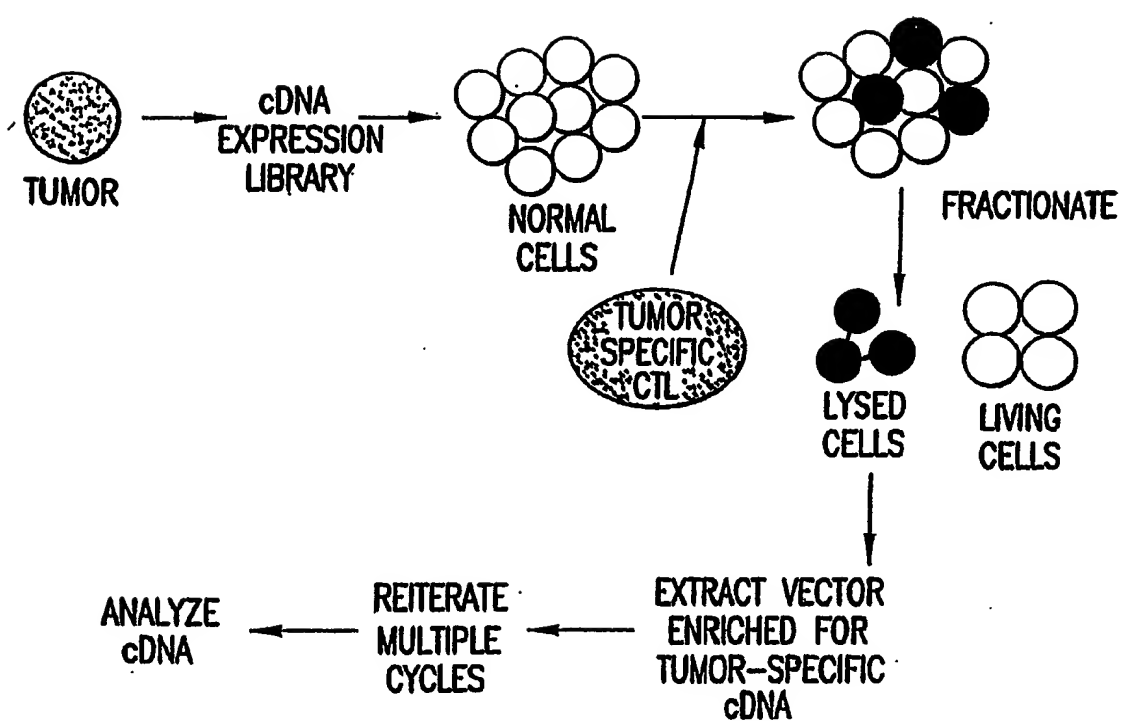 TUMOR
cDNA
EXPRESSION
LIBRARY
NORMAL
CELLS
TUMOR
SPECIFIC
CTL
FRACTIONATE
LYSED
CELLS
LIVING
CELLS
EXTRACT VECTOR
ENRICHED FOR
TUMOR-SPECIFIC
cDNA
REITERATE
MULTIPLE
CYCLES
ANALYZE
cDNA